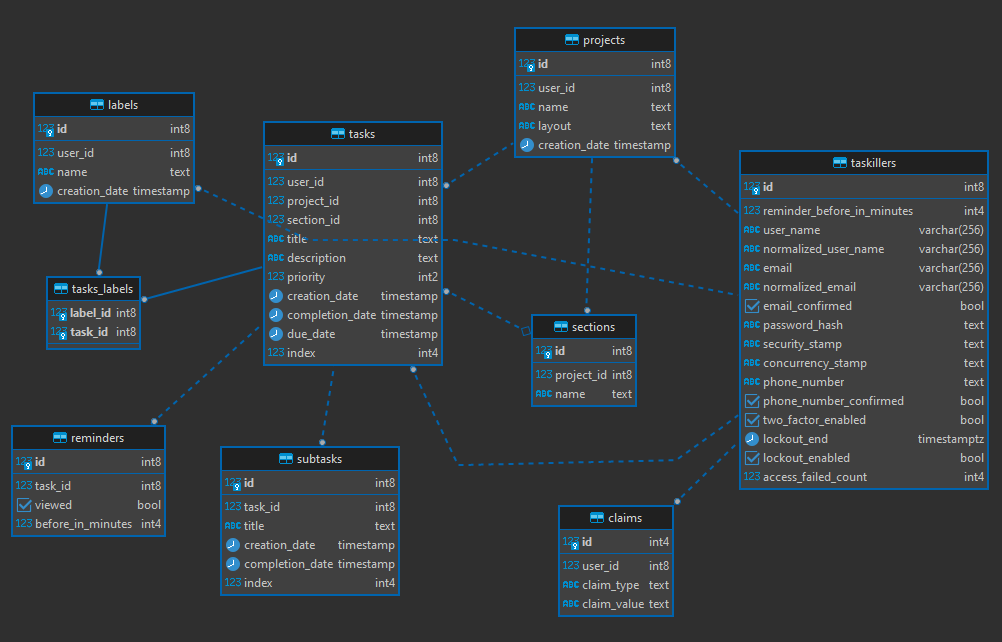 projects
123 id int8
123 user_id int8
ABC name text
ABC layout text
creation_date timestamp
labels
123 id int8
123 user_id int8
ABC name text
creation_date timestamp
tasks
123 id int8
123 user_id int8
123 project_id int8
123 section_id int8
ABC title text
ABC description text
123 priority int2
creation_date timestamp
completion_date timestamp
due_date timestamp
123 index int4
taskillers
123 id int8
123 reminder_before_in_minutes int4
ABC user_name varchar(256)
ABC normalized_user_name varchar(256)
ABC email varchar(256)
ABC normalized_email varchar(256)
email_confirmed bool
ABC password_hash text
ABC security_stamp text
ABC concurrency_stamp text
ABC phone_number text
phone_number_confirmed bool
two_factor_enabled bool
lockout_end timestamptz
lockout_enabled bool
123 access_failed_count int4
tasks_labels
123 label_id int8
123 task_id int8
sections
123 id int8
123 project_id int8
ABC name text
reminders
123 id int8
123 task_id int8
viewed bool
123 before_in_minutes int4
subtasks
123 id int8
123 task_id int8
ABC title text
creation_date timestamp
completion_date timestamp
123 index int4
claims
123 id int4
123 user_id int8
ABC claim_type text
ABC claim_value text